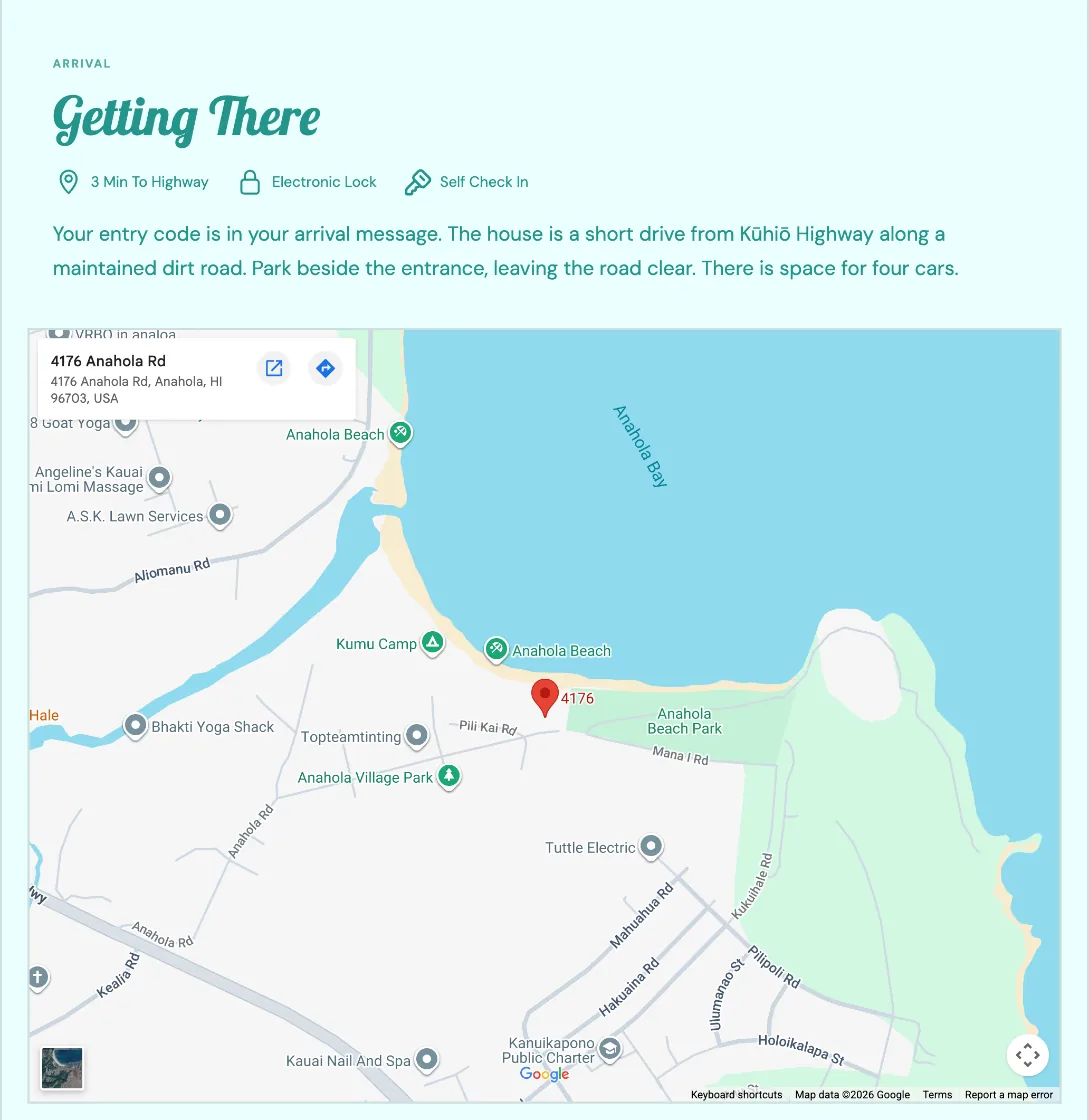 ARRIVAL
Getting There
3 Min To Highway
Electronic Lock
Self Check In
Your entry code is in your arrival message. The house is a short drive from Kūhiō Highway along a
maintained dirt road. Park beside the entrance, leaving the road clear. There is space for four cars.
VRBO in analoa
4176 Anahola Rd
4176 Anahola Rd, Anahola, HI
96703, USA
8 Goat Yoga
Anahola Beach
Anahola Bay
Angeline's Kauai
mi Lomi Massage
A.S.K. Lawn Services
Aliomanu Rd
Kumu Camp
Anahola Beach
4176
Hale
Bhakti Yoga Shack
Topteamtinting
Pili Kai Rd
Anahola
Beach Park
Mana I Rd
Anahola Village Park
Anahola Rd
Tuttle Electric
Kukuihale Rd
Mahuahua Rd
Hwy
Anahola Rd
Kealia Rd
Hakuaina Rd
Ulumanao St
Pilipoli Rd
Holoikalapa St
Kanuikapono
Public Charter
Kauai Nail And Spa
Google
St
Keyboard shortcuts
Map data ©2026 Google
Terms
Report a map error